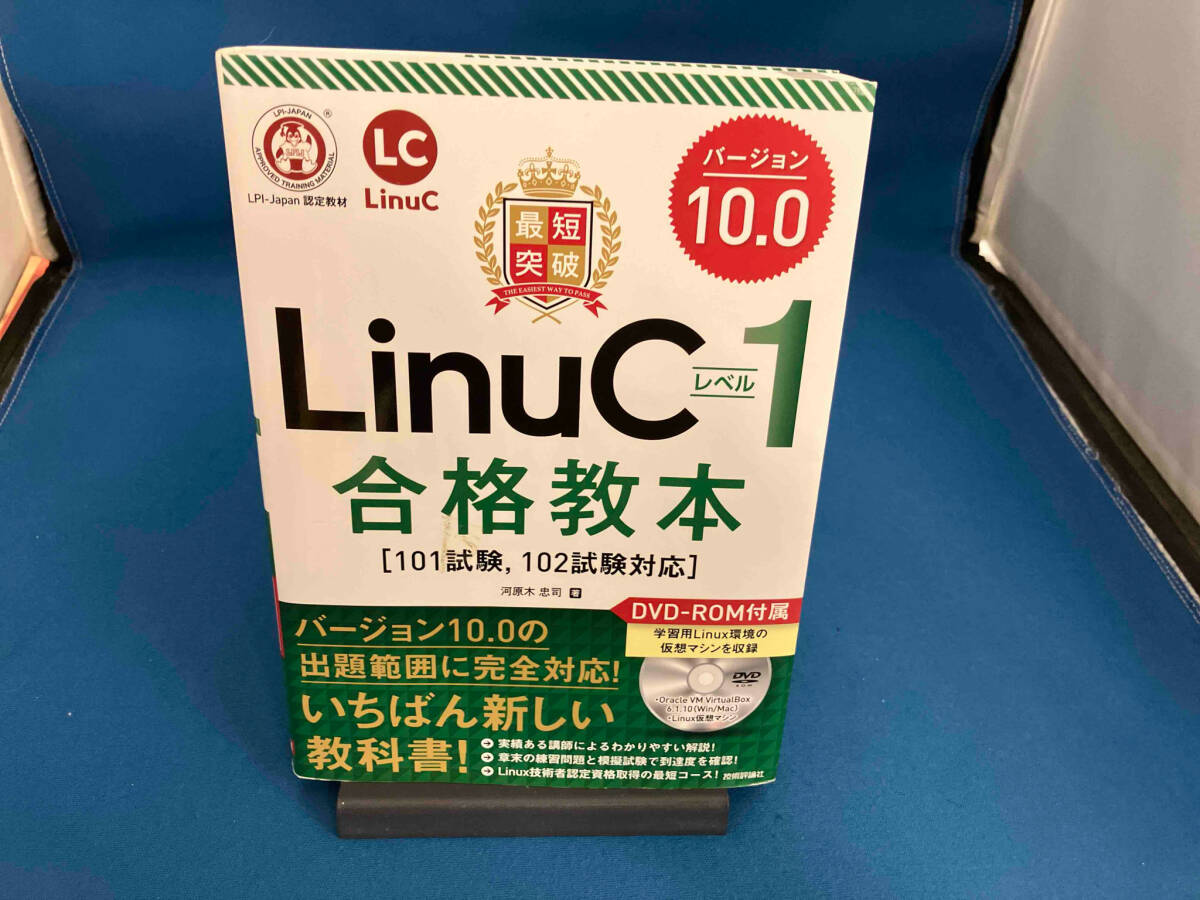 LPI-JAPAN
APPROVED TRAINING MATERIAL
®
LPI-Japan 認定教材
LC
LinuC
最短
突破
THE EASIEST WAY TO PASS
バージョン
10.0
LinuC
レベル
1
合格教本
[101試験, 102試験対応]
河原木 忠司 著
DVD-ROM付属
学習用Linux環境の
仮想マシンを収録
DVD
ROM
・Oracle VM VirtualBox
6.1.10(Win/Mac)
・Linux仮想マシン
バージョン10.0の
出題範囲に完全対応!
いちばん新しい
教科書!
→ 実績ある講師によるわかりやすい解説!
→ 章末の練習問題と模擬試験で到達度を確認!
→ Linux技術者認定資格取得の最短コース!
技術評論社